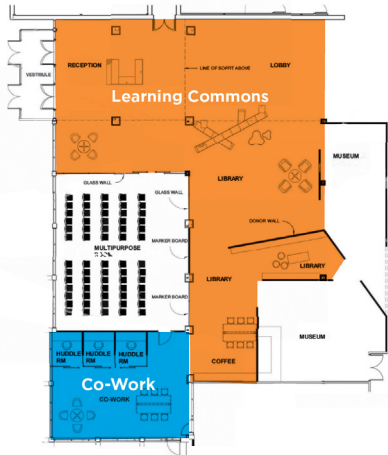 RECEPTION
LINE OF SOFFIT ABOVE
LOBBY
VESTIBULE
Learning Commons
MUSEUM
GLASS WALL
LIBRARY
GLASS WALL
DONOR WALL
MARKER BOARD
MULTIPURPOSE
LIBRARY
LIBRARY
MARKER BOARD
MUSEUM
HUDDLE
RM
HUDDLE
RM
HUDDLE
RM
COFFEE
Co-Work
CO-WORK